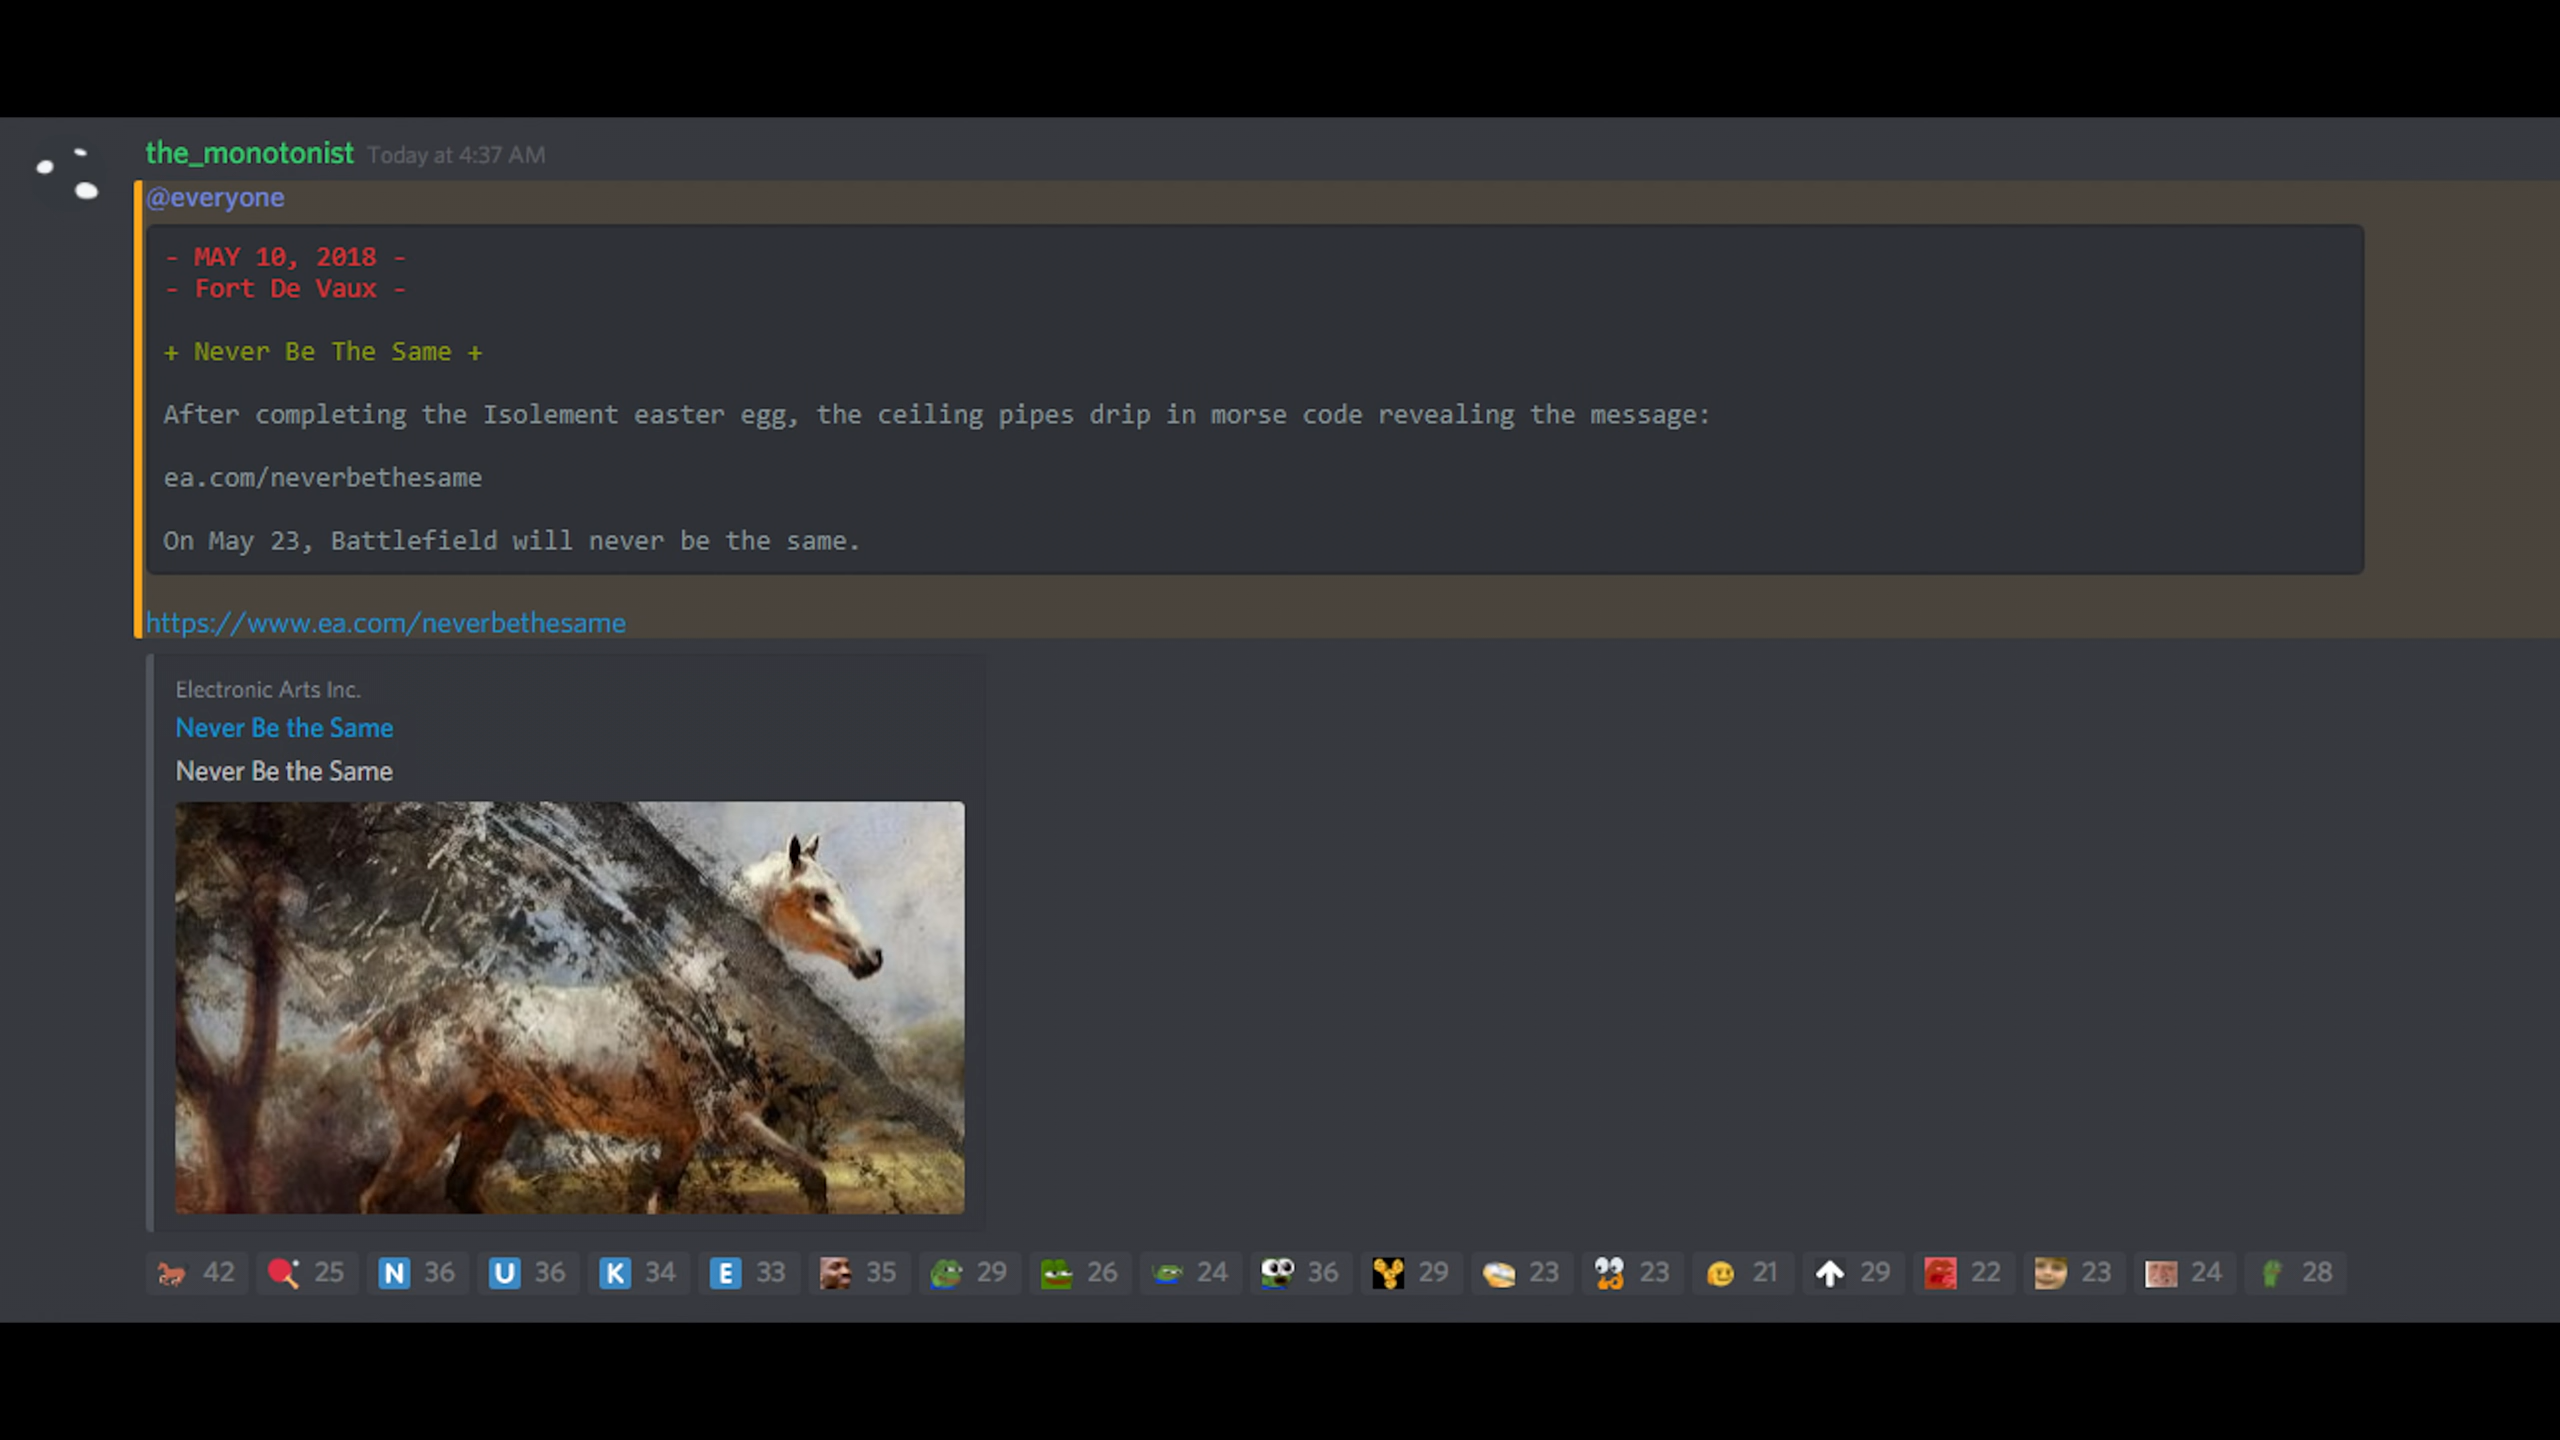 the_monotonist Today at 4:37 AM
@everyone
- MAY 10, 2018 -
- Fort De Vaux -
+ Never Be The Same +
After completing the Isolement easter egg, the ceiling pipes drip in morse code revealing the message:
ea.com/neverbethesame
On May 23, Battlefield will never be the same.
https://www.ea.com/neverbethesame
Electronic Arts Inc.
Never Be the Same
Never Be the Same
42 25 N 36 U 36 K 34 E 33 35 29 26 24 36 29 23 23 21 29 22 23 24 28